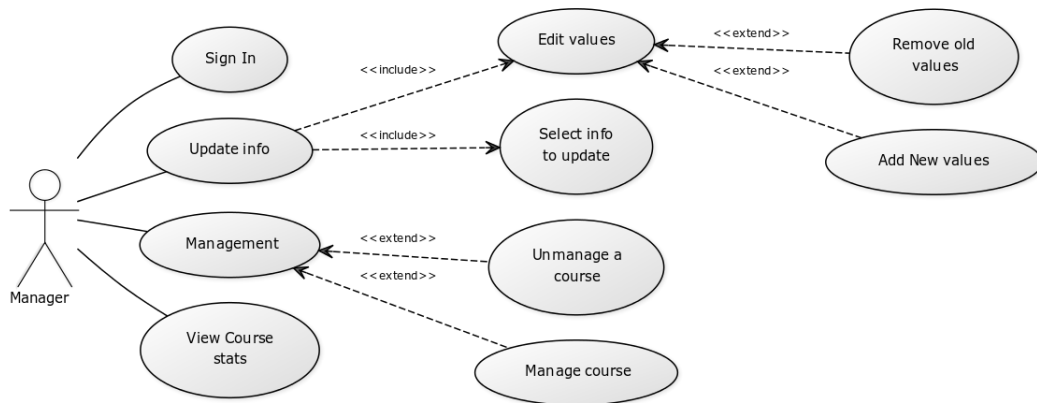 Sign In
Edit values
<<extend>>
Remove old
values
<<include>>
<<extend>>
Update info
<<include>>
Select info
to update
Add New values
Manager
Management
<<extend>>
Unmanage a
course
<<extend>>
View Course
stats
Manage course